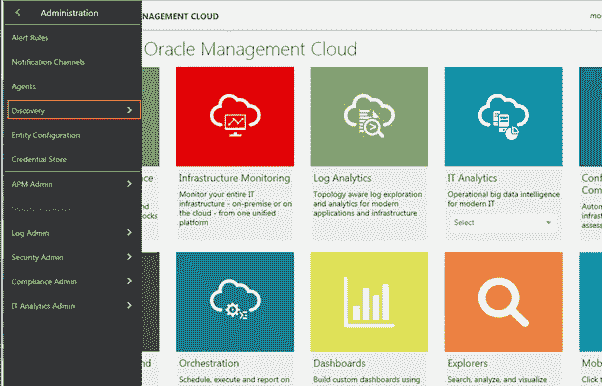 Administration
Alert Rules
Notification Channels
Agents
Discovery
Entity Configuration
Credential Store
APM Admin
Log Admin
Security Admin
Compliance Admin
IT Analytics Admin
NAGEMENT CLOUD
mo
Oracle Management Cloud
nce
nd
ocks
Infrastructure Monitoring
Monitor your entire IT
infrastructure - on-premise or on
the cloud - from one unified
platform
Log Analytics
Topology aware log exploration
and analytics for modern
applications and infrastructure
IT Analytics
Operational big data intelligence
for modern IT
Select
Conf
Com
Autom
infrast
assess
nd
Orchestration
Schedule, execute and report on
Dashboards
Build custom dashboards using
Explorers
Search, analyze, and visualize
Mob
Click t